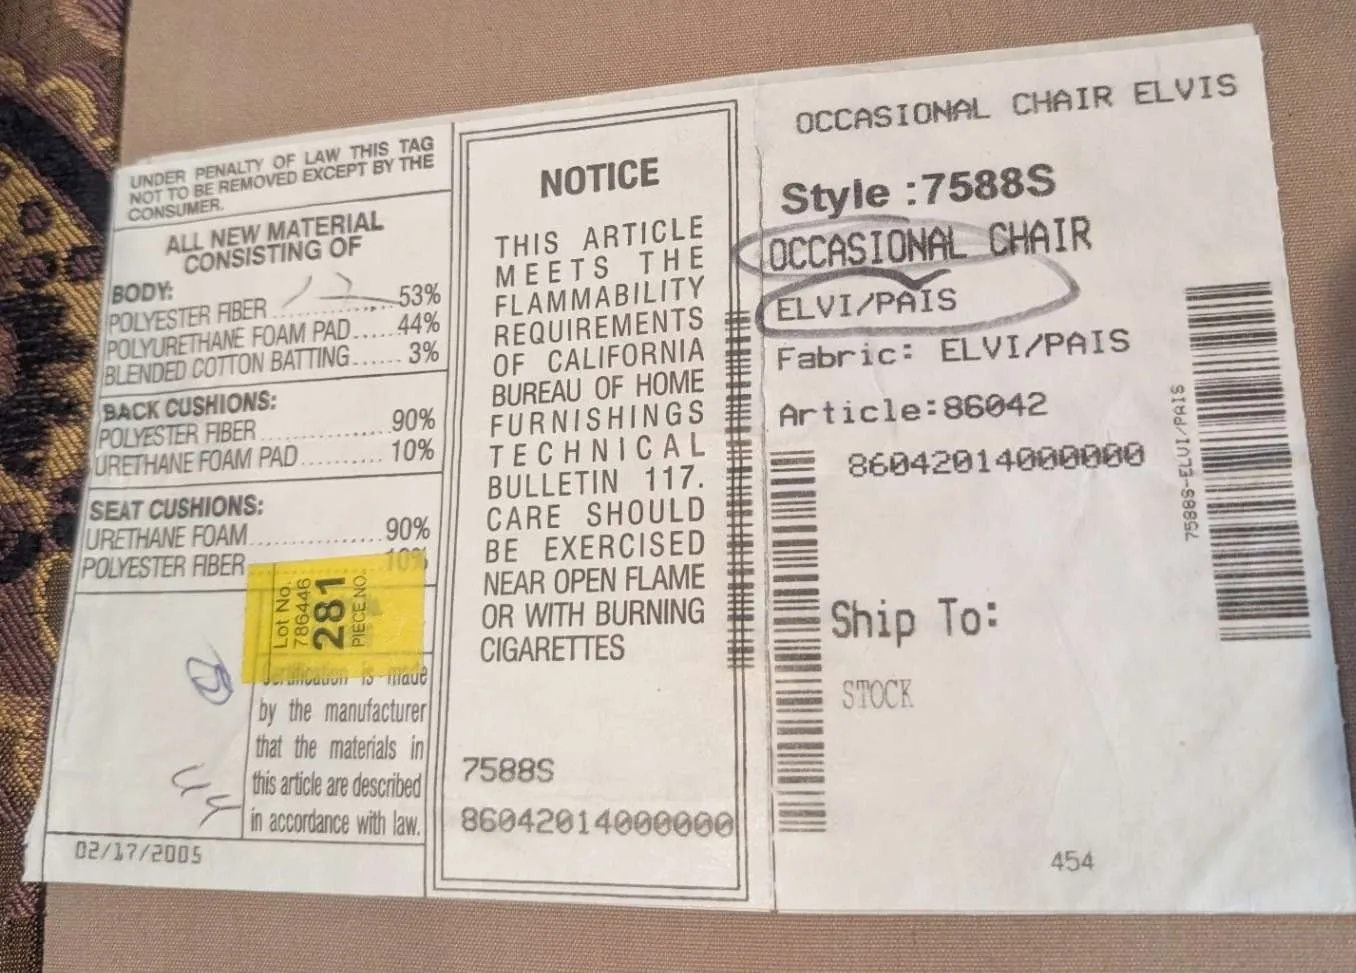 UNDER PENALTY OF LAW THIS TAG
NOT TO BE REMOVED EXCEPT BY THE
CONSUMER.
ALL NEW MATERIAL
CONSISTING OF
BODY:
POLYESTER FIBER 53%
POLYURETHANE FOAM PAD..... 44%
BLENDED COTTON BATTING...... 3%
BACK CUSHIONS:
POLYESTER FIBER .................. 90%
URETHANE FOAM PAD........... 10%
SEAT CUSHIONS:
URETHANE FOAM.................. 90%
POLYESTER FIBER 10%
Lot No.
786446
281
PIECE NO.
Certification is made
by the manufacturer
that the materials in
this article are described
in accordance with law.
02/17/2005
NOTICE
THIS ARTICLE
MEETS THE
FLAMMABILITY
REQUIREMENTS
OF CALIFORNIA
BUREAU OF HOME
FURNISHINGS
TECHNICAL
BULLETIN 117.
CARE SHOULD
BE EXERCISED
NEAR OPEN FLAME
OR WITH BURNING
CIGARETTES
7588S
86042014000000
OCCASIONAL CHAIR ELVIS
Style :7588S
OCCASIONAL CHAIR
ELVI/PAIS
Fabric: ELVI/PAIS
Article:86042
86042014000000
7588S-ELVI/PAIS
Ship To:
STOCK
454